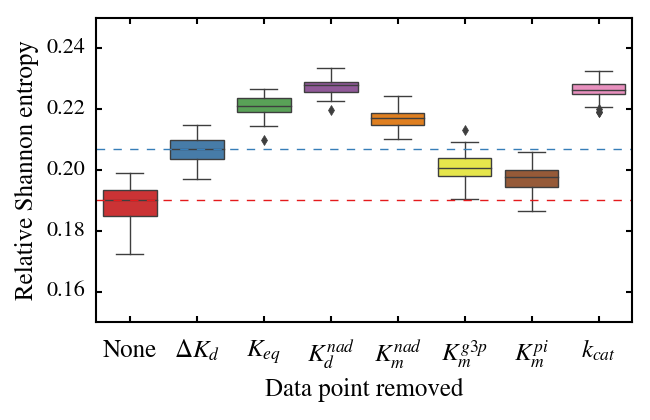 Relative Shannon entropy
0.24
0.22
0.20
0.18
0.16
None ΔK_d K_eq K_d^nad K_m^nad K_m^g3p K_m^pi k_cat
Data point removed